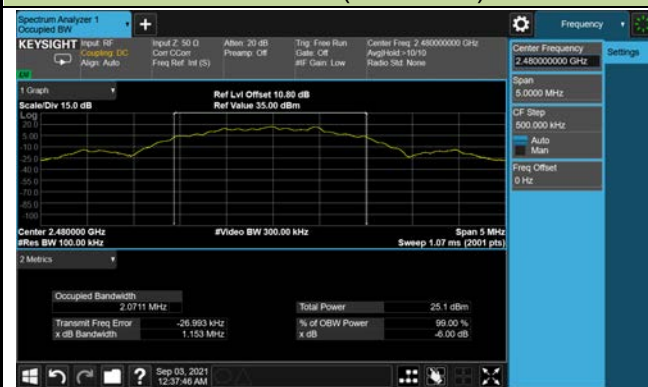 Spectrum Analyzer 1
Occupied BW
+
Frequency
KEYSIGHT
Input: RF
Coupling: DC
Align: Auto
Input Z: 50 Ω
Corr CCorr
Freq Ref: Int (S)
Atten: 20 dB
Preamp: Off
Trig: Free Run
Gate: Off
#IF Gain: Low
Center Freq: 2.480000000 GHz
Avg|Hold:>10/10
Radio Std: None
Center Frequency
2.480000000 GHz
Settings
Span
5.0000 MHz
CF Step
500.000 kHz
Auto
Man
Freq Offset
0 Hz
1 Graph
Scale/Div 15.0 dB
Ref Lvl Offset 10.80 dB
Ref Value 35.00 dBm
Log
20.0
5.00
-10.0
-25.0
-40.0
-55.0
-70.0
-85.0
-100
Center 2.480000 GHz
#Res BW 100.00 kHz
#Video BW 300.00 kHz
Span 5 MHz
Sweep 1.07 ms (2001 pts)
2 Metrics
Occupied Bandwidth
2.0711 MHz
Total Power
25.1 dBm
Transmit Freq Error
-26.993 kHz
% of OBW Power
99.00 %
x dB Bandwidth
1.153 MHz
x dB
-6.00 dB
?
Sep 03, 2021
12:37:46 AM